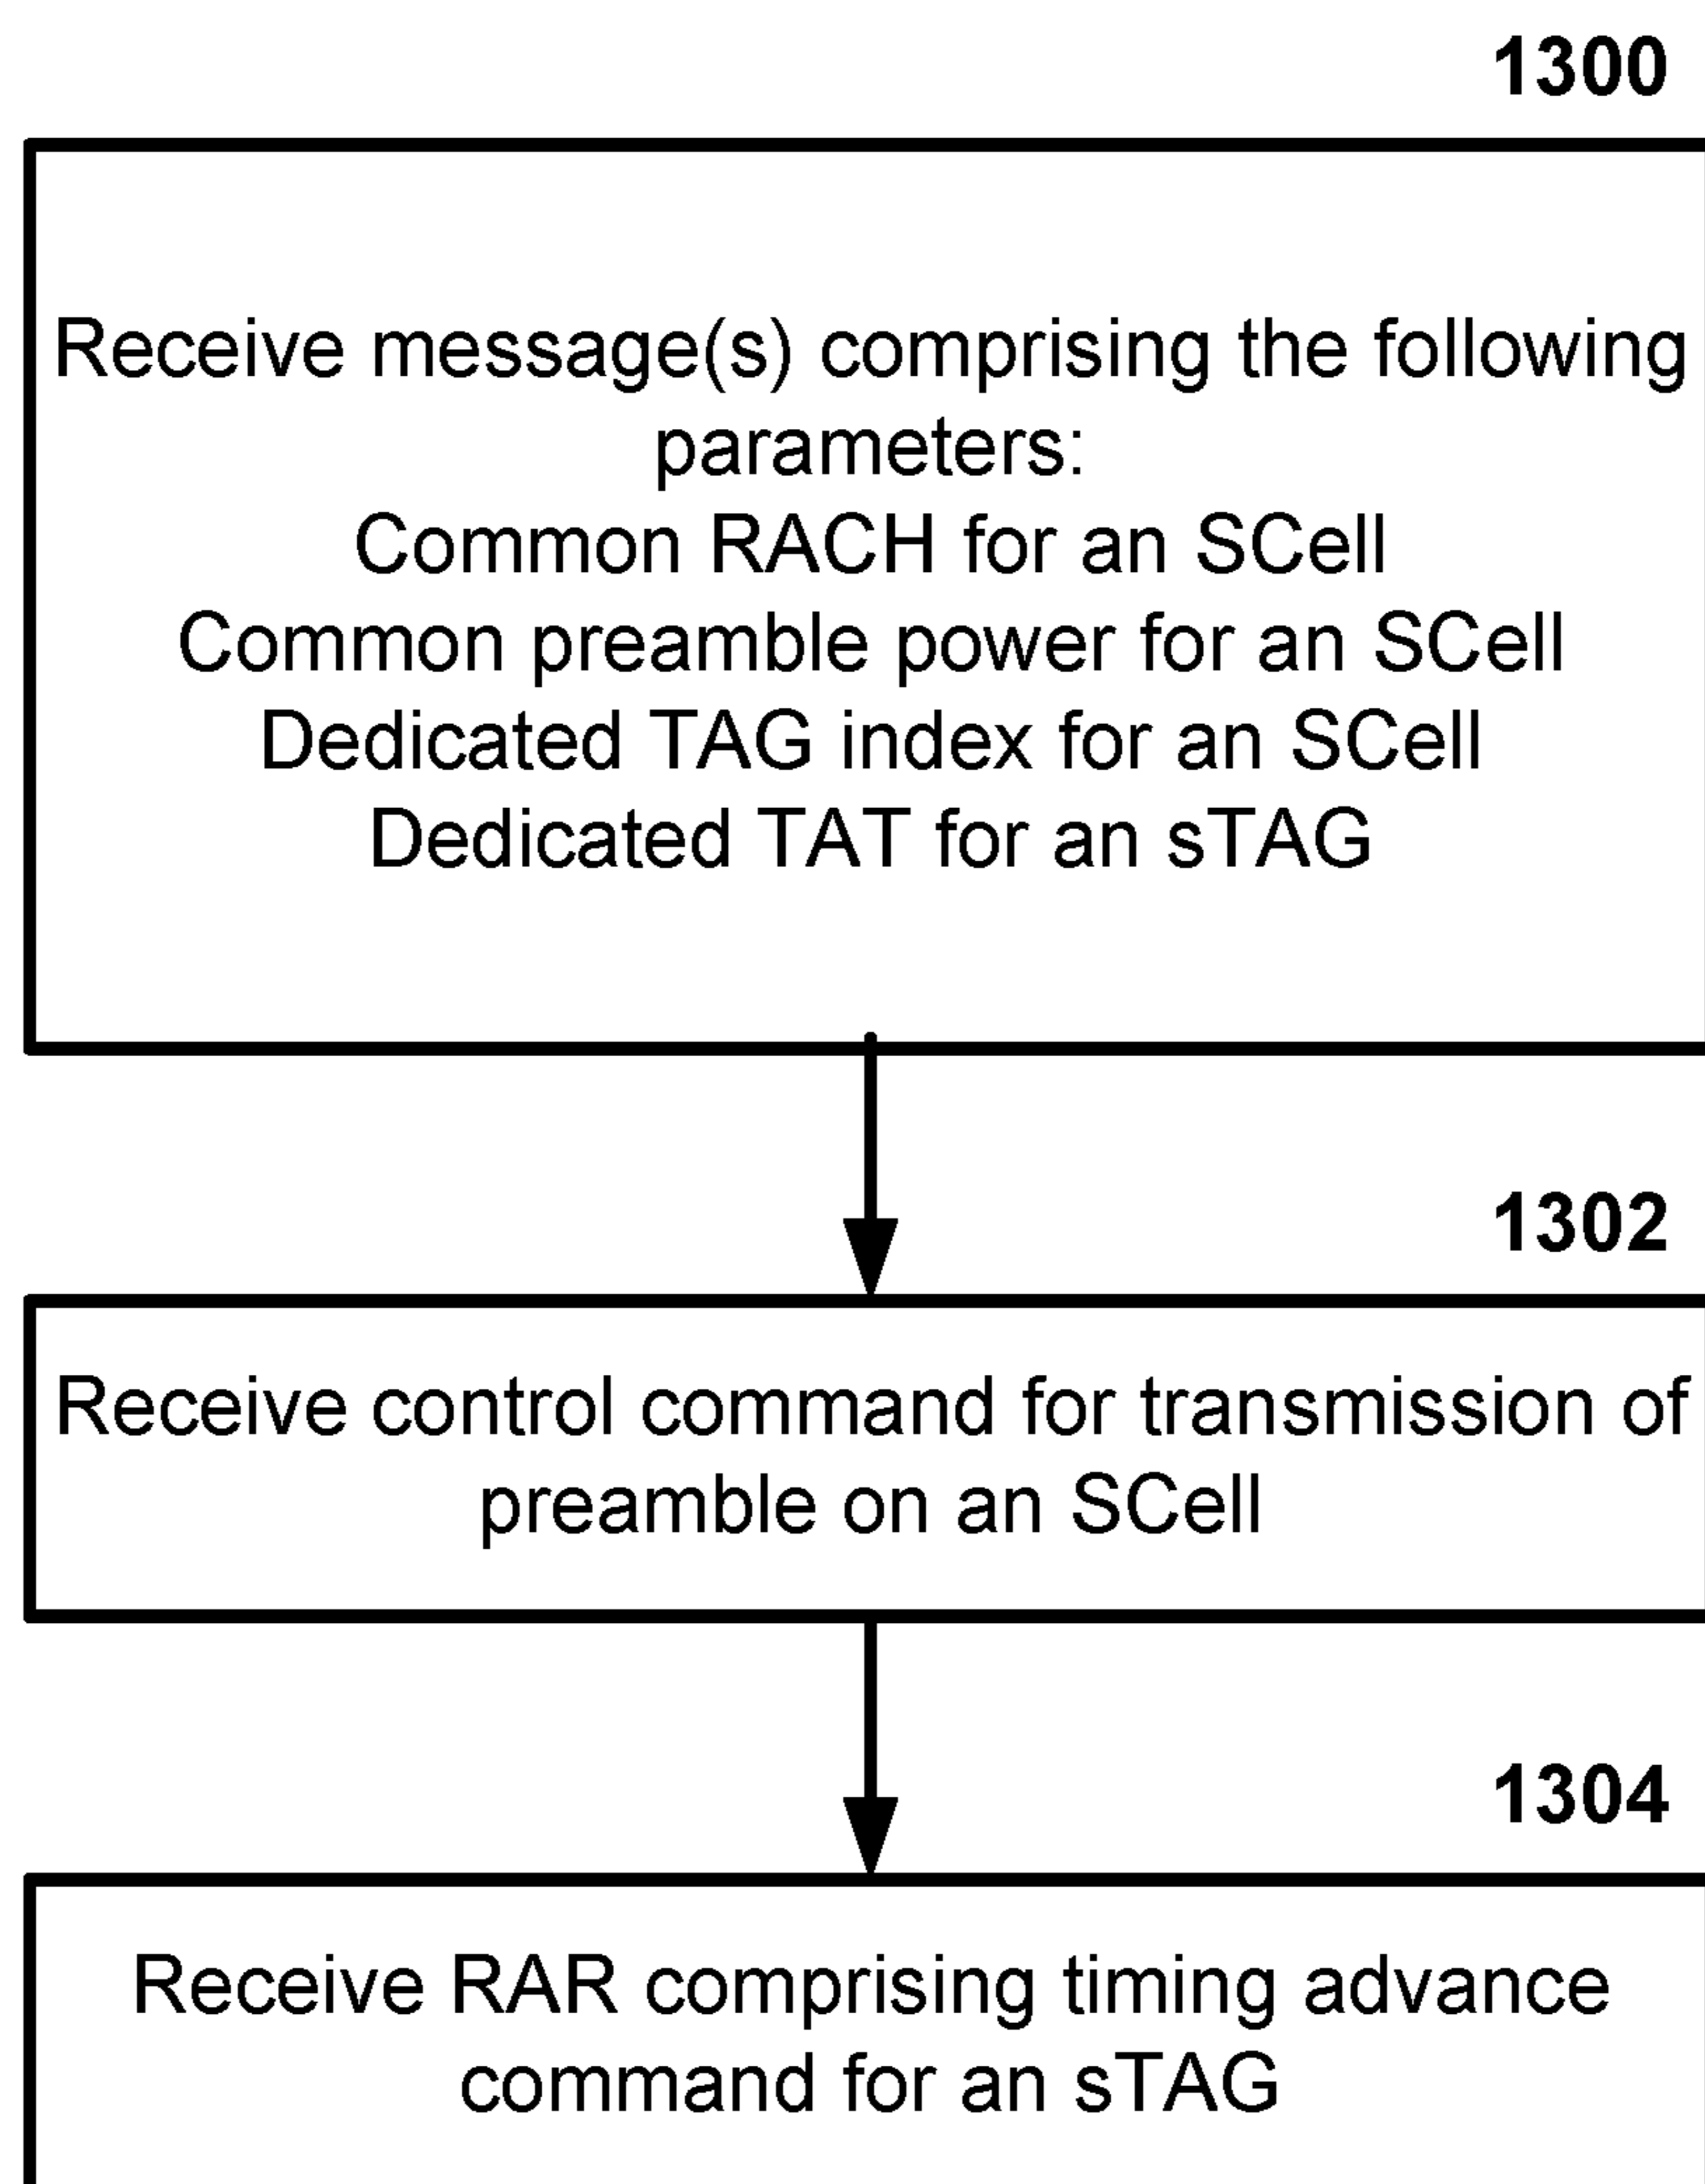 1300
Receive message(s) comprising the following
parameters:
Common RACH for an SCell
Common preamble power for an SCell
Dedicated TAG index for an SCell
Dedicated TAT for an sTAG
1302
Receive control command for transmission of
preamble on an SCell
1304
Receive RAR comprising timing advance
command for an sTAG